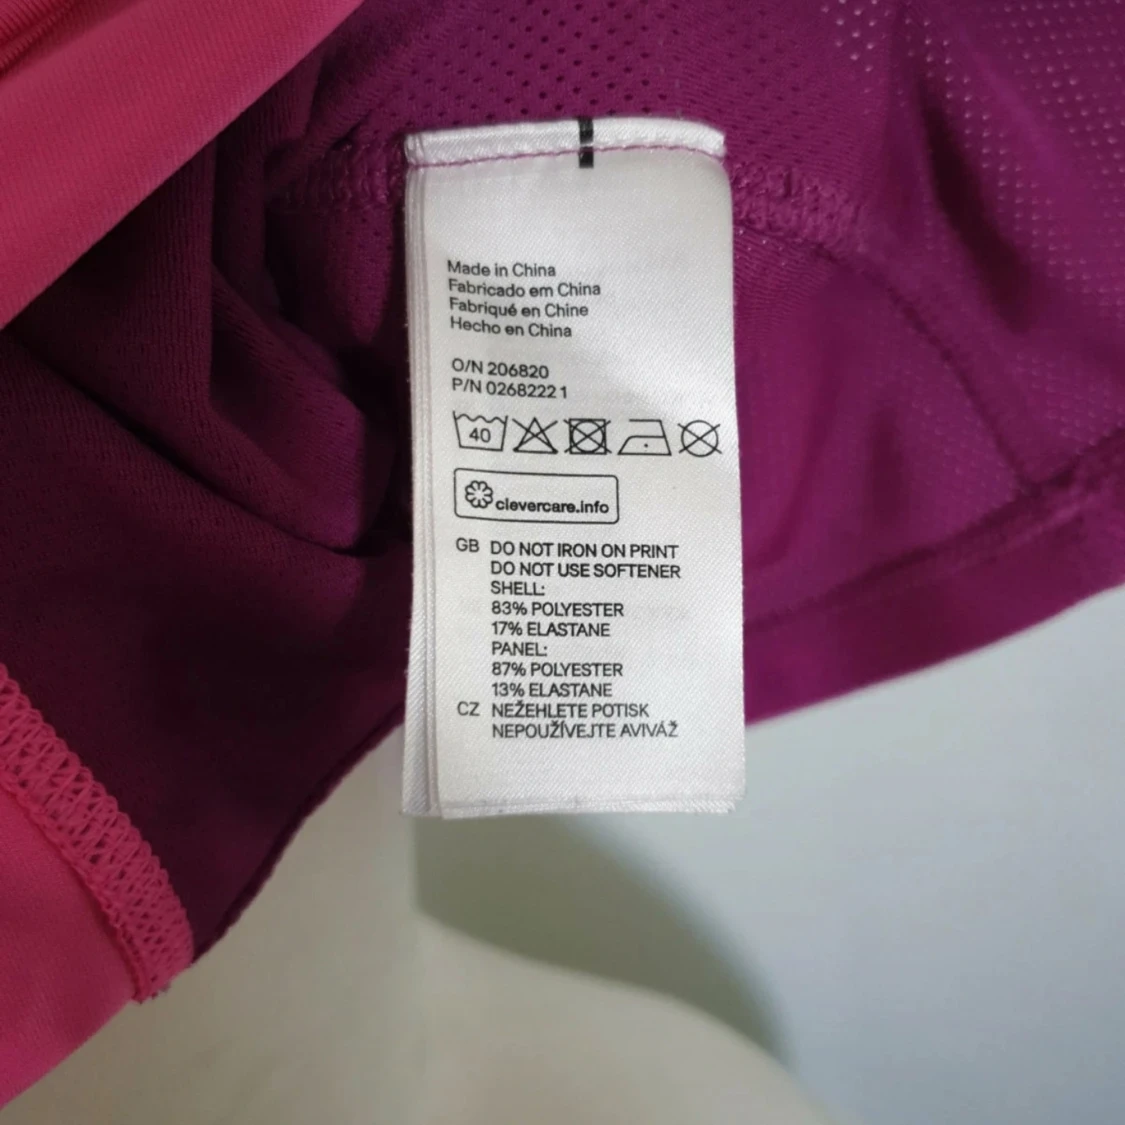 Made in China
Fabricado em China
Fabriqué en Chine
Hecho en China
O/N 206820
P/N 0268222 1
40
clevercare.info
GB DO NOT IRON ON PRINT
DO NOT USE SOFTENER
SHELL:
83% POLYESTER
17% ELASTANE
PANEL:
87% POLYESTER
13% ELASTANE
CZ NEŽEHLETE POTISK
NEPOUŽÍVEJTE AVIVÁŽ